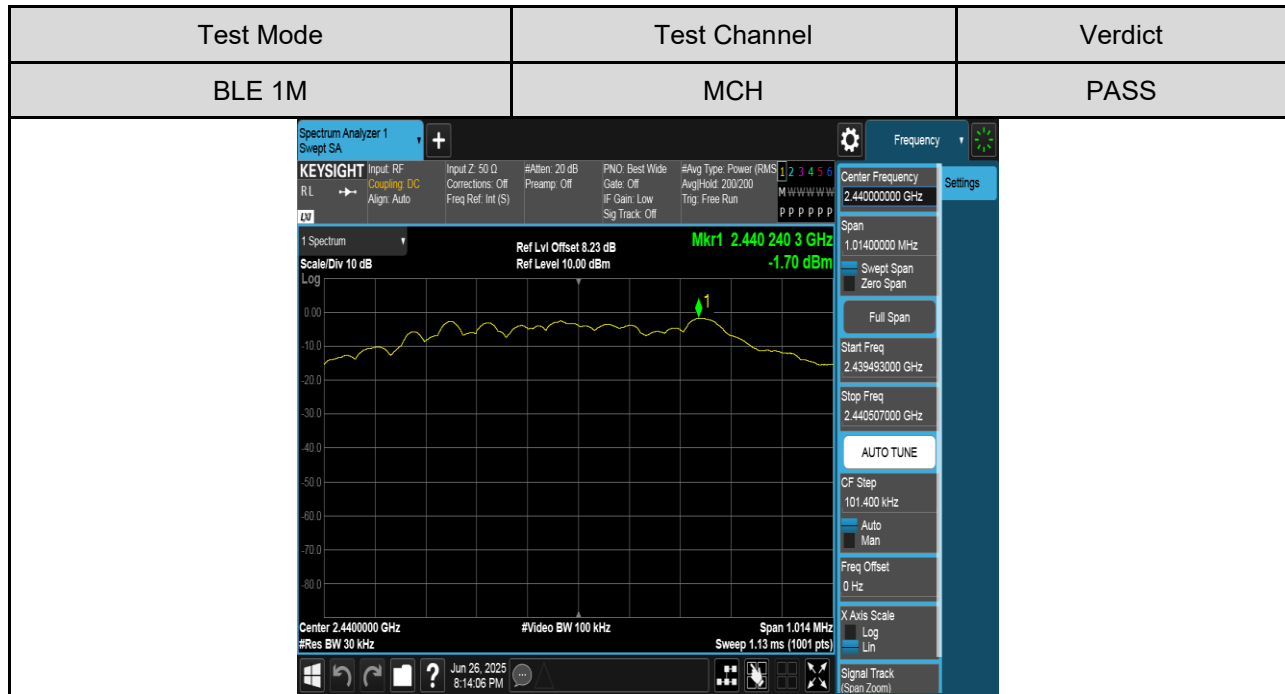 Test Mode
Test Channel
Verdict
BLE 1M
MCH
PASS
Spectrum Analyzer 1
Swept SA
+
Frequency
KEYSIGHT
RL
LXI
Input: RF
Coupling: DC
Align: Auto
Input Z: 50 Ω
Corrections: Off
Freq Ref: Int (S)
#Atten: 20 dB
Preamp: Off
PNO: Best Wide
Gate: Off
IF Gain: Low
Sig Track: Off
#Avg Type: Power (RMS
Avg|Hold: 200/200
Trig: Free Run
1 2 3 4 5 6
M W W W W W
P P P P P P
Center Frequency
2.440000000 GHz
Settings
Span
1.01400000 MHz
Swept Span
Zero Span
Full Span
Start Freq
2.439493000 GHz
Stop Freq
2.440507000 GHz
AUTO TUNE
CF Step
101.400 kHz
Auto
Man
Freq Offset
0 Hz
X Axis Scale
Log
Lin
Signal Track
(Span Zoom)
1 Spectrum
Scale/Div 10 dB
Ref Lvl Offset 8.23 dB
Ref Level 10.00 dBm
Mkr1 2.440 240 3 GHz
-1.70 dBm
Log
1
0.00
-10.0
-20.0
-30.0
-40.0
-50.0
-60.0
-70.0
-80.0
Center 2.4400000 GHz
#Video BW 100 kHz
Span 1.014 MHz
#Res BW 30 kHz
Sweep 1.13 ms (1001 pts)
?
Jun 26, 2025
8:14:06 PM